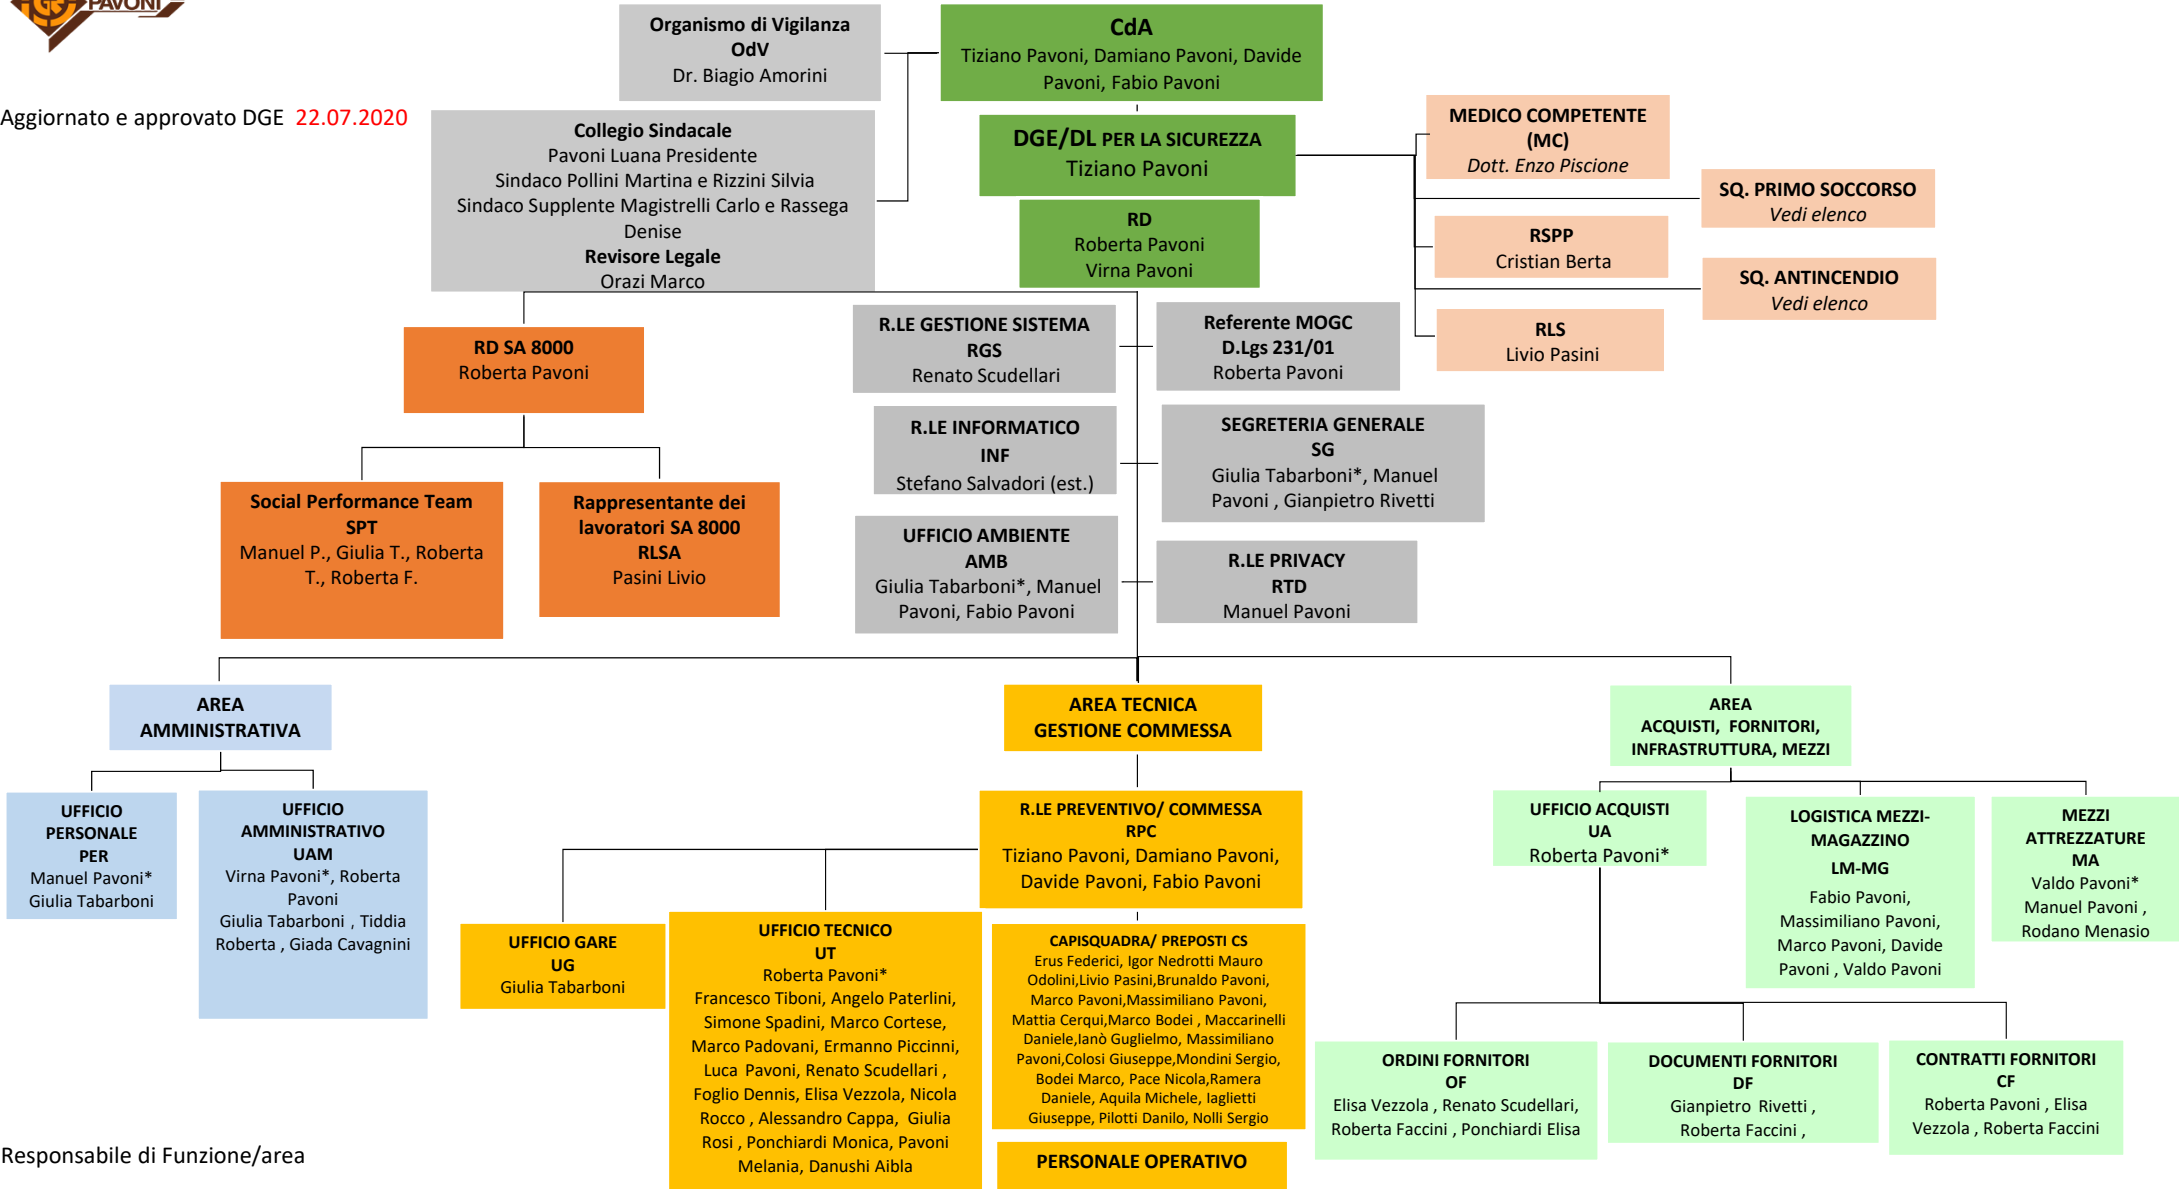 PAVONI
Organismo di Vigilanza
OdV
Dr. Biagio Amorini
CdA
Tiziano Pavoni, Damiano Pavoni, Davide
Pavoni, Fabio Pavoni
Aggiornato e approvato DGE 22.07.2020
Collegio Sindacale
Pavoni Luana Presidente
Sindaco Pollini Martina e Rizzini Silvia
Sindaco Supplente Magistrelli Carlo e Rassega
Denise
Revisore Legale
Orazi Marco
DGE/DL PER LA SICUREZZA
Tiziano Pavoni
RD
Roberta Pavoni
Virna Pavoni
MEDICO COMPETENTE
(MC)
Dott. Enzo Piscione
SQ. PRIMO SOCCORSO
Vedi elenco
RSPP
Cristian Berta
SQ. ANTINCENDIO
Vedi elenco
RLS
Livio Pasini
RD SA 8000
Roberta Pavoni
R.LE GESTIONE SISTEMA
RGS
Renato Scudellari
Referente MOGC
D.Lgs 231/01
Roberta Pavoni
R.LE INFORMATICO
INF
Stefano Salvadori (est.)
SEGRETERIA GENERALE
SG
Giulia Tabarboni*, Manuel
Pavoni , Gianpietro Rivetti
Social Performance Team
SPT
Manuel P., Giulia T., Roberta
T., Roberta F.
Rappresentante dei
lavoratori SA 8000
RLSA
Pasini Livio
UFFICIO AMBIENTE
AMB
Giulia Tabarboni*, Manuel
Pavoni, Fabio Pavoni
R.LE PRIVACY
RTD
Manuel Pavoni
AREA
AMMINISTRATIVA
AREA TECNICA
GESTIONE COMMESSA
AREA
ACQUISTI, FORNITORI,
INFRASTRUTTURA, MEZZI
UFFICIO
PERSONALE
PER
Manuel Pavoni*
Giulia Tabarboni
UFFICIO
AMMINISTRATIVO
UAM
Virna Pavoni*, Roberta
Pavoni
Giulia Tabarboni , Tiddia
Roberta , Giada Cavagnini
R.LE PREVENTIVO/ COMMESSA
RPC
Tiziano Pavoni, Damiano Pavoni,
Davide Pavoni, Fabio Pavoni
UFFICIO ACQUISTI
UA
Roberta Pavoni*
LOGISTICA MEZZI-
MAGAZZINO
LM-MG
Fabio Pavoni,
Massimiliano Pavoni,
Marco Pavoni, Davide
Pavoni , Valdo Pavoni
MEZZI
ATTREZZATURE
MA
Valdo Pavoni*
Manuel Pavoni ,
Rodano Menasio
UFFICIO GARE
UG
Giulia Tabarboni
UFFICIO TECNICO
UT
Roberta Pavoni*
Francesco Tiboni, Angelo Paterlini,
Simone Spadini, Marco Cortese,
Marco Padovani, Ermanno Piccinni,
Luca Pavoni, Renato Scudellari ,
Foglio Dennis, Elisa Vezzola, Nicola
Rocco , Alessandro Cappa, Giulia
Rosi , Ponchiardi Monica, Pavoni
Melania, Danushi Aibla
CAPISQUADRA/ PREPOSTI CS
Erus Federici, Igor Nedrotti Mauro
Odolini,Livio Pasini,Brunaldo Pavoni,
Marco Pavoni,Massimiliano Pavoni,
Mattia Cerqui,Marco Bodei , Maccarinelli
Daniele,Ianò Guglielmo, Massimiliano
Pavoni,Colosi Giuseppe,Mondini Sergio,
Bodei Marco, Pace Nicola,Ramera
Daniele, Aquila Michele, Iaglietti
Giuseppe, Pilotti Danilo, Nolli Sergio
PERSONALE OPERATIVO
ORDINI FORNITORI
OF
Elisa Vezzola , Renato Scudellari,
Roberta Faccini , Ponchiardi Elisa
DOCUMENTI FORNITORI
DF
Gianpietro Rivetti ,
Roberta Faccini ,
CONTRATTI FORNITORI
CF
Roberta Pavoni , Elisa
Vezzola , Roberta Faccini
Responsabile di Funzione/area